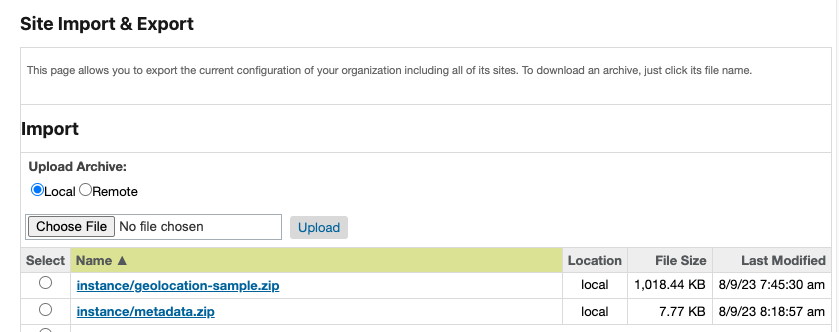 Site Import & Export
This page allows you to export the current configuration of your organization including all of its sites. To download an archive, just click its file name.
Import
Upload Archive:
Local Remote
Choose File No file chosen Upload
Select Name ▲ Location File Size Last Modified
instance/geolocation-sample.zip local 1,018.44 KB 8/9/23 7:45:30 am
instance/metadata.zip local 7.77 KB 8/9/23 8:18:57 am